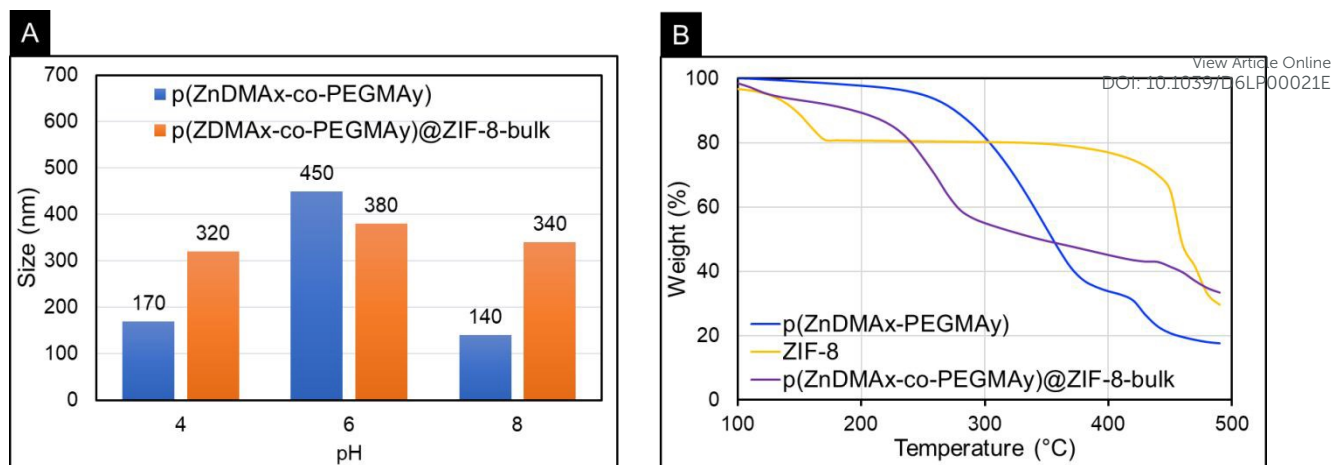 A
700
600
500
400
300
200
100
0
Size (nm)
p(ZnDMAx-co-PEGMAy)
p(ZDMAx-co-PEGMAy)@ZIF-8-bulk
170
320
450
380
140
340
4
6
8
pH
B
View Article Online
DOI: 10.1039/D6LP00021E
100
80
60
40
20
0
Weight (%)
p(ZnDMAx-PEGMAy)
ZIF-8
p(ZnDMAx-co-PEGMAy)@ZIF-8-bulk
100
200
300
400
500
Temperature (°C)